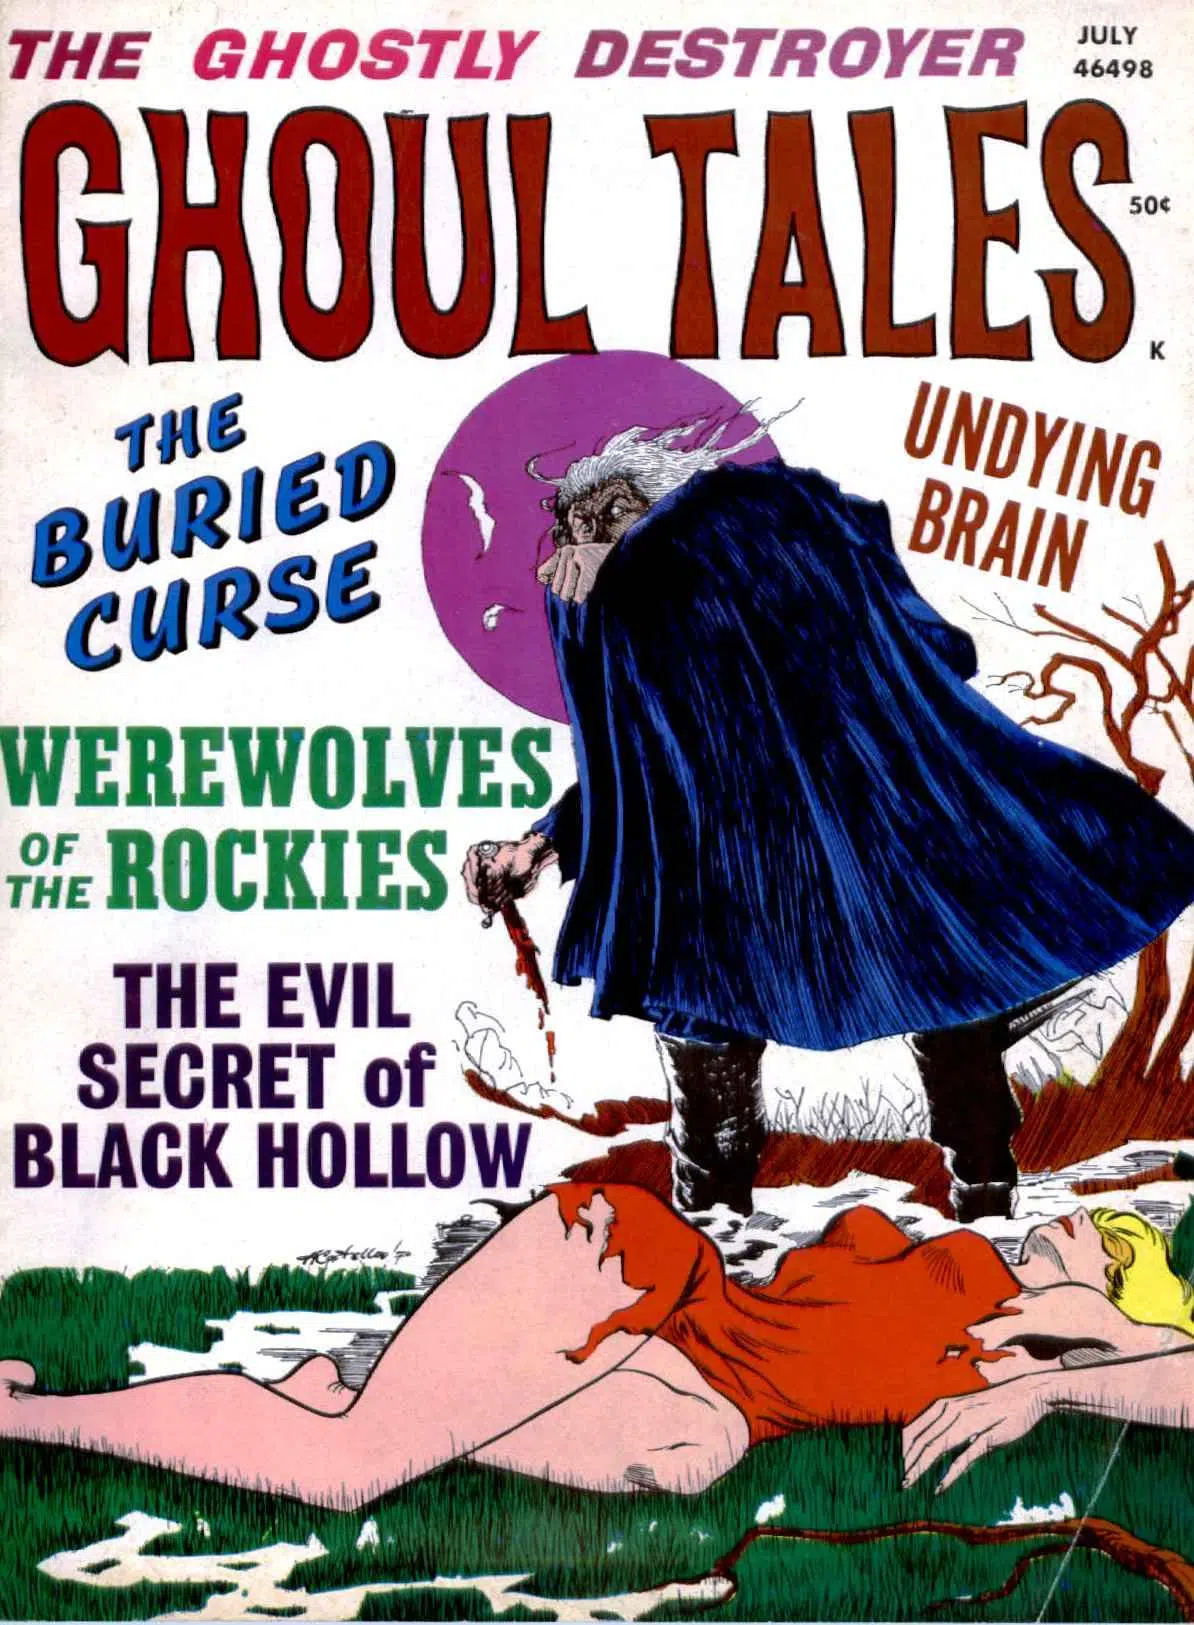 THE GHOSTLY DESTROYER
JULY
46498
GHOUL TALES
50¢
K
THE
BURIED
CURSE
UNDYING
BRAIN
WEREWOLVES
OF
THE ROCKIES
THE EVIL
SECRET of
BLACK HOLLOW